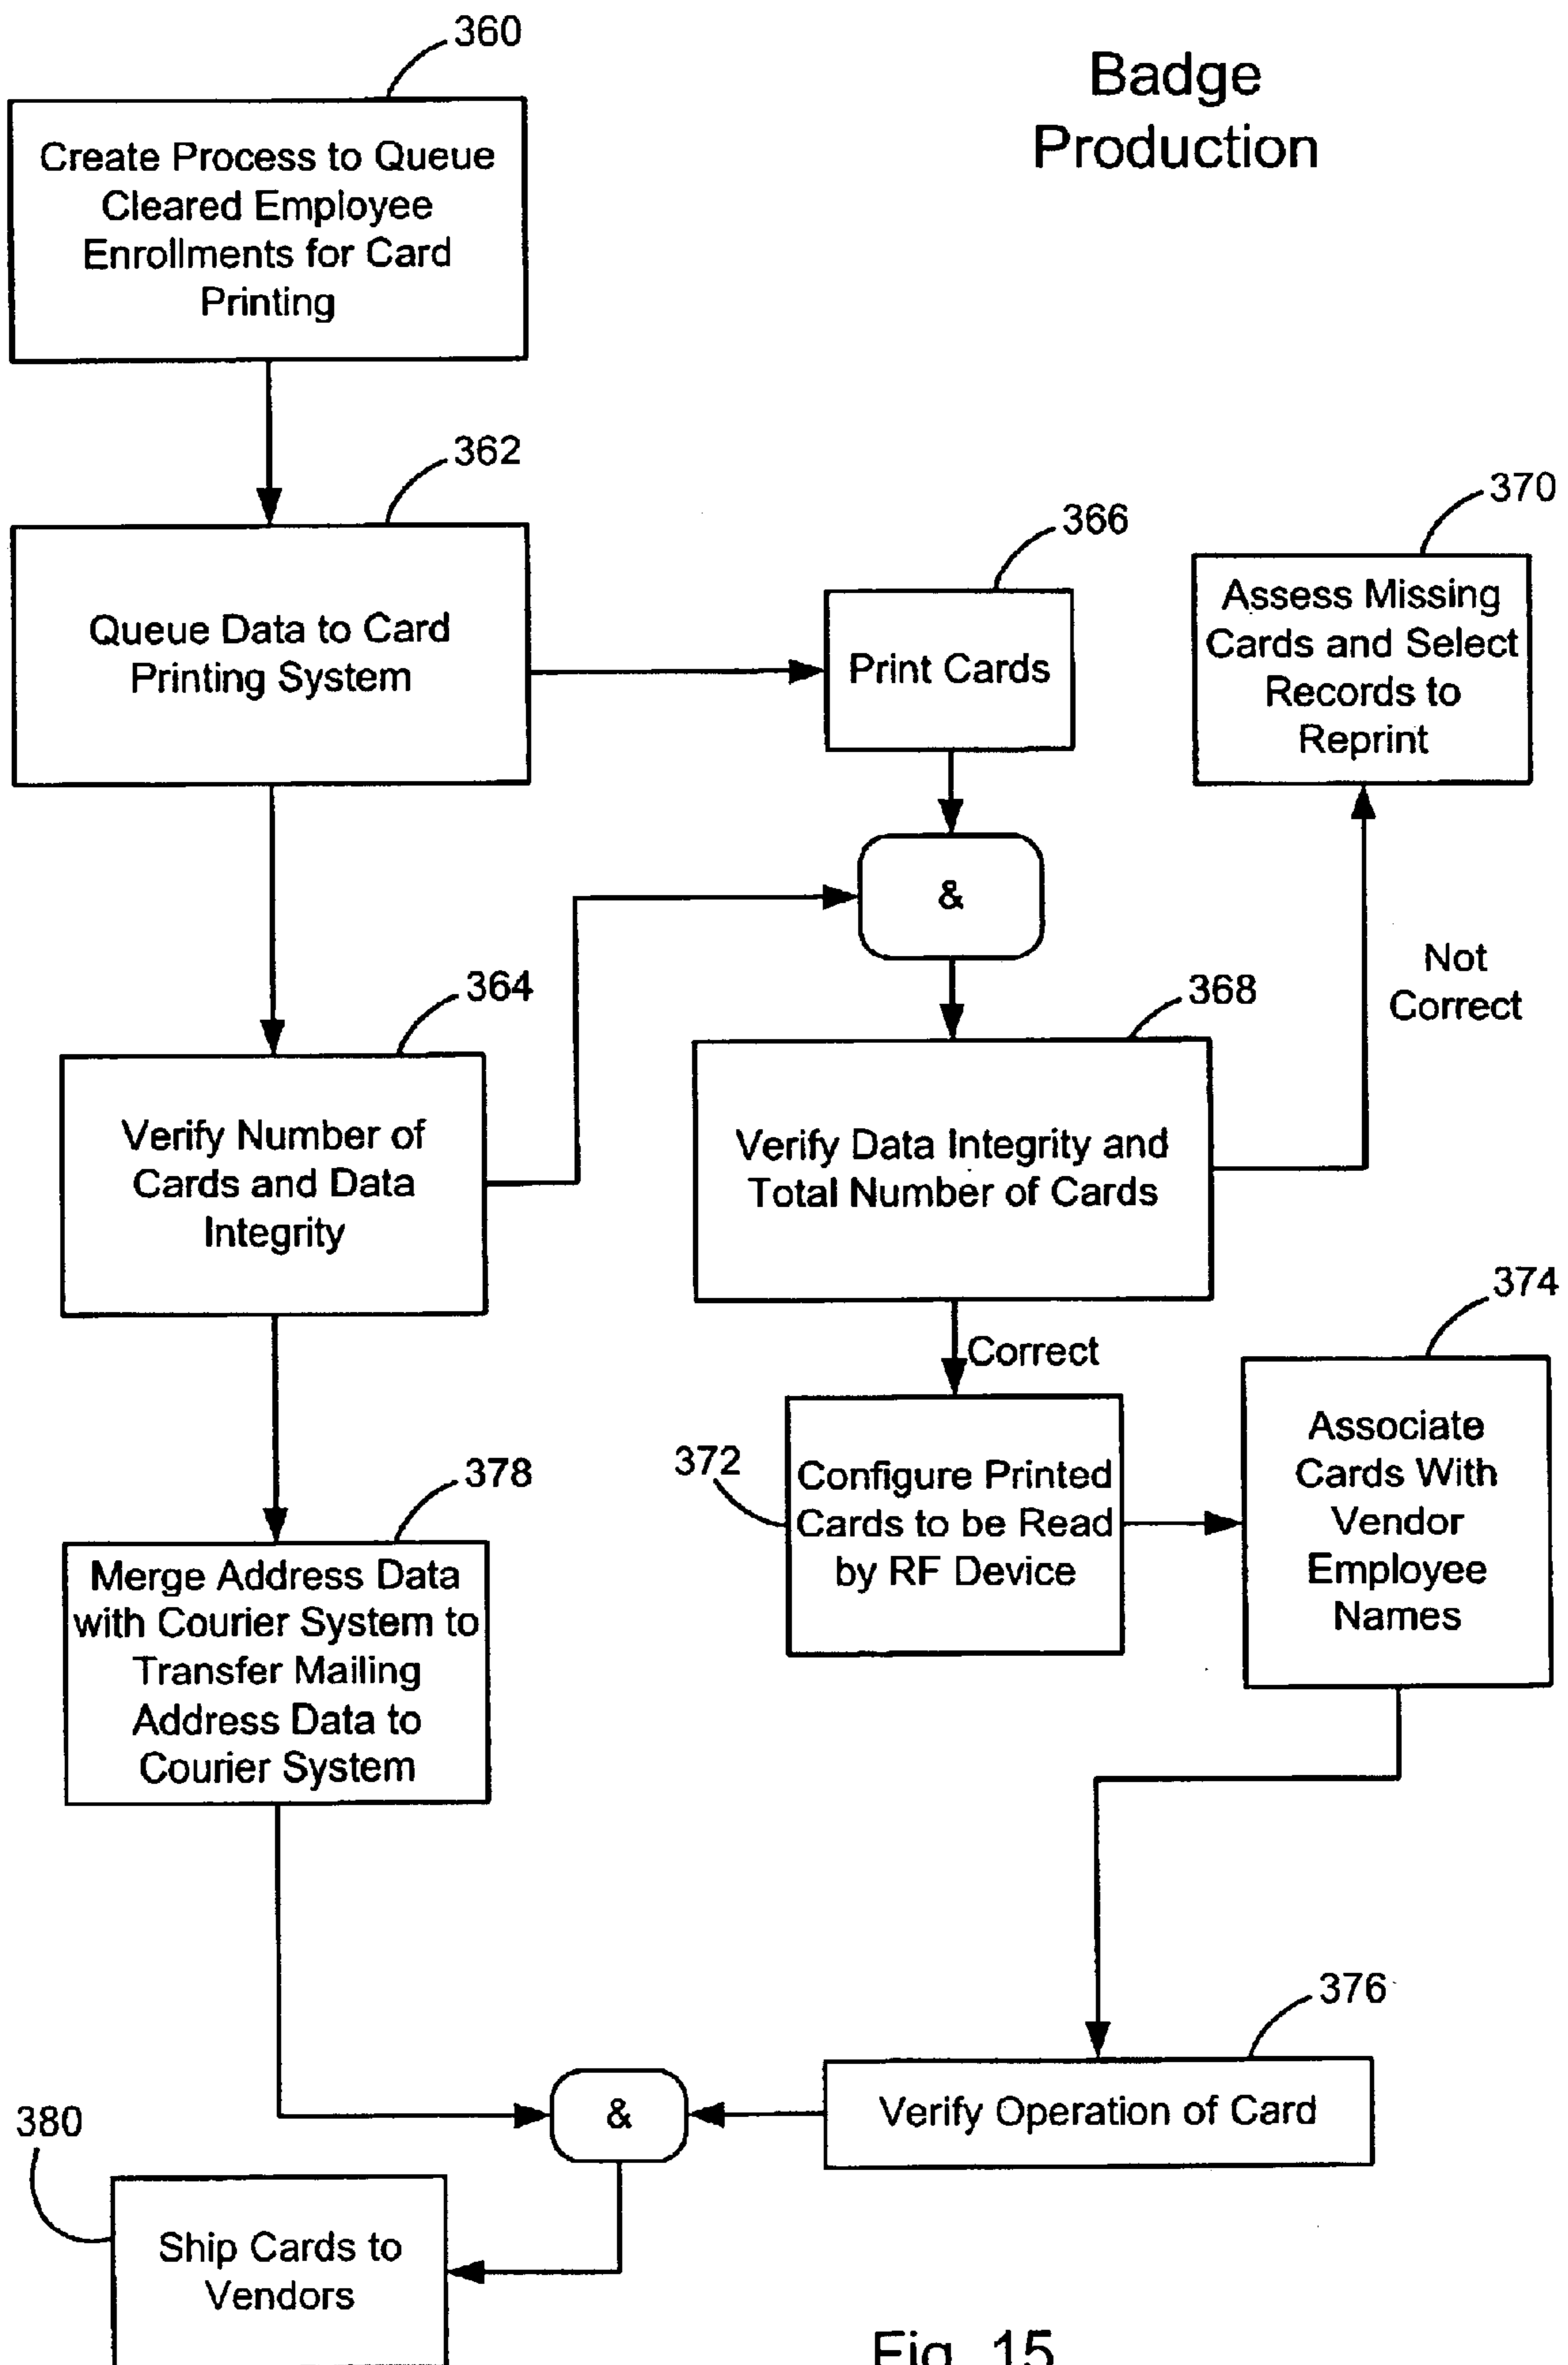 Badge
Production
360
Create Process to Queue
Cleared Employee
Enrollments for Card
Printing
362
Queue Data to Card
Printing System
366
Print Cards
370
Assess Missing
Cards and Select
Records to
Reprint
&
Not
Correct
364
Verify Number of
Cards and Data
Integrity
368
Verify Data Integrity and
Total Number of Cards
Correct
372
Configure Printed
Cards to be Read
by RF Device
374
Associate
Cards With
Vendor
Employee
Names
378
Merge Address Data
with Courier System to
Transfer Mailing
Address Data to
Courier System
376
Verify Operation of Card
&
380
Ship Cards to
Vendors
Fig. 15